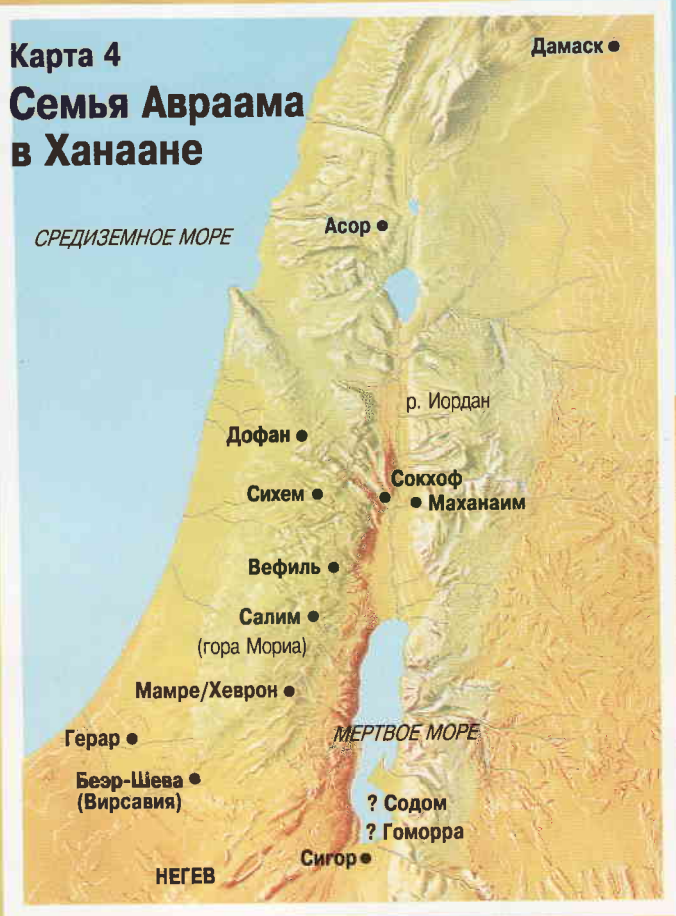 Карта 4
Семья Авраама
в Ханаане
Дамаск
СРЕДИЗЕМНОЕ МОРЕ
Асор
р. Иордан
Дофан
Сокхоф
Сихем
Маханаим
Вефиль
Салим
(гора Мориа)
Мамре/Хеврон
МЕРТВОЕ МОРЕ
Герар
Беэр-Шева
(Вирсавия)
? Содом
? Гоморра
Сигор
НЕГЕВ